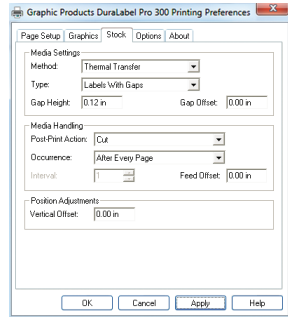 Graphic Products DuraLabel Pro 300 Printing Preferences
Page Setup Graphics Stock Options About
Media Settings
Method: Thermal Transfer
Type: Labels With Gaps
Gap Height: 0.12 in Gap Offset: 0.00 in
Media Handling
Post-Print Action: Cut
Occurrence: After Every Page
Interval: 1 Feed Offset: 0.00 in
Position Adjustments
Vertical Offset: 0.00 in
OK Cancel Apply Help